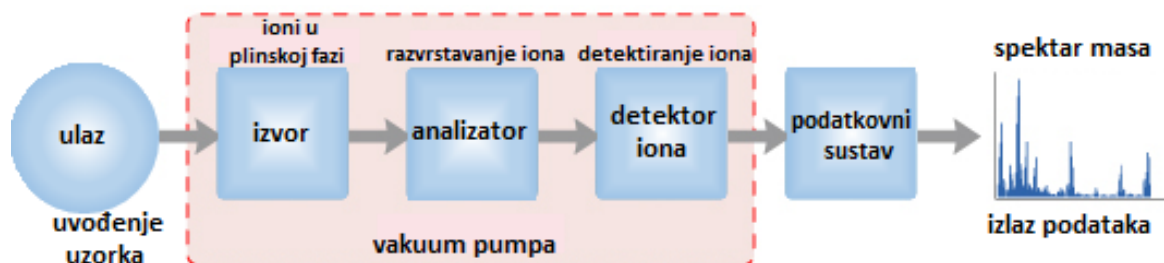 ioni u
plinskoj fazi
razvrstavanje iona
detektiranje iona
spektar masa
ulaz
izvor
analizator
detektor
iona
podatkovni
sustav
uvođenje
uzorka
vakuum pumpa
izlaz podataka